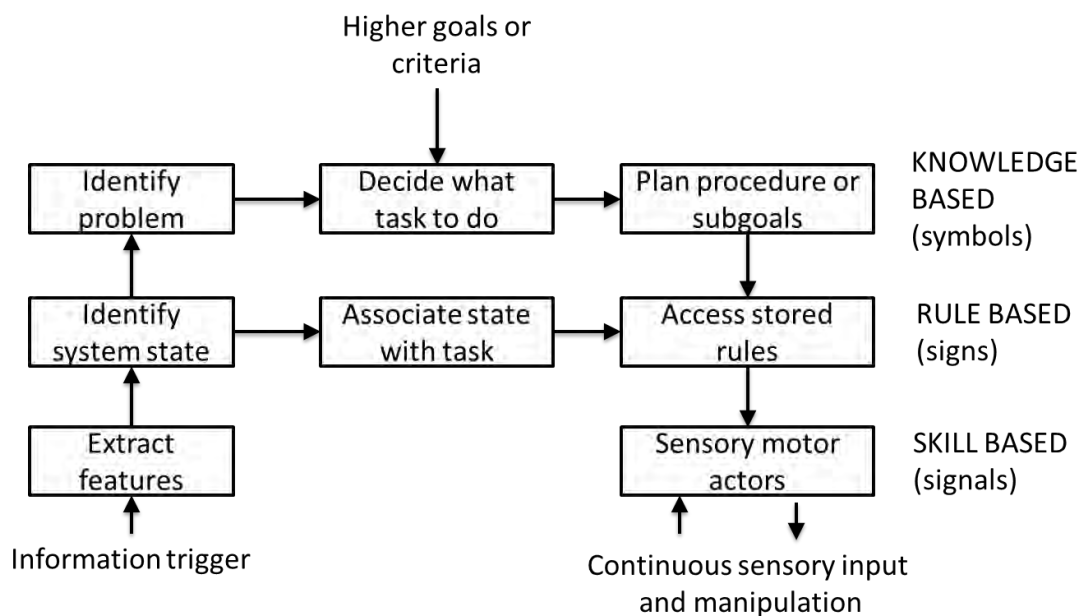 Higher goals or
criteria
Identify
problem
Decide what
task to do
Plan procedure or
subgoals
KNOWLEDGE
BASED
(symbols)
Identify
system state
Associate state
with task
Access stored
rules
RULE BASED
(signs)
Extract
features
Sensory motor
actors
SKILL BASED
(signals)
Information trigger
Continuous sensory input
and manipulation